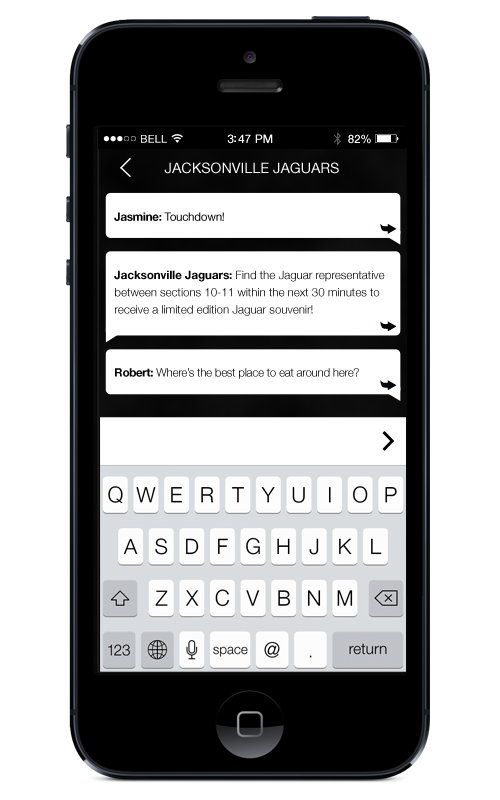 BELL 3:47 PM 82%
JACKSONVILLE JAGUARS
Jasmine: Touchdown!
Jacksonville Jaguars: Find the Jaguar representative
between sections 10-11 within the next 30 minutes to
receive a limited edition Jaguar souvenir!
Robert: Where's the best place to eat around here?
Q W E R T Y U I O P
A S D F G H J K L
Z X C V B N M
123 space @ . return